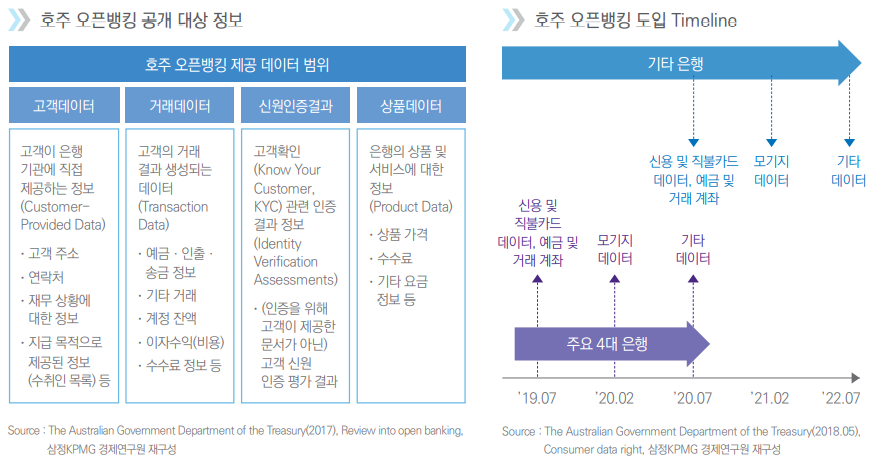 호주 오픈뱅킹 공개 대상 정보
호주 오픈뱅킹 제공 데이터 범위
고객데이터
고객이 은행
기관에 직접
제공하는 정보
(Customer-
Provided Data)
· 고객 주소
· 연락처
· 재무 상황에
대한 정보
· 지급 목적으로
제공된 정보
(수취인 목록) 등
거래데이터
고객의 거래
결과 생성되는
데이터
(Transaction
Data)
· 예금 · 인출 ·
송금 정보
· 기타 거래
· 계정 잔액
· 이자수익(비용)
· 수수료 정보 등
신원인증결과
고객확인
(Know Your
Customer,
KYC) 관련 인증
결과 정보
(Identity
Verification
Assessments)
· (인증을 위해
고객이 제공한
문서가 아닌)
고객 신원
인증 평가 결과
상품데이터
은행의 상품 및
서비스에 대한
정보
(Product Data)
· 상품 가격
· 수수료
· 기타 요금
정보 등
Source : The Australian Government Department of the Treasury(2017), Review into open banking,
삼정KPMG 경제연구원 재구성
호주 오픈뱅킹 도입 Timeline
기타 은행
신용 및 직불카드
데이터, 예금 및
거래 계좌
모기지
데이터
기타
데이터
신용 및
직불카드
데이터, 예금 및
거래 계좌
모기지
데이터
기타
데이터
주요 4대 은행
'19.07
'20.02
'20.07
'21.02
'22.07
Source : The Australian Government Department of the Treasury(2018.05),
Consumer data right, 삼정KPMG 경제연구원 재구성